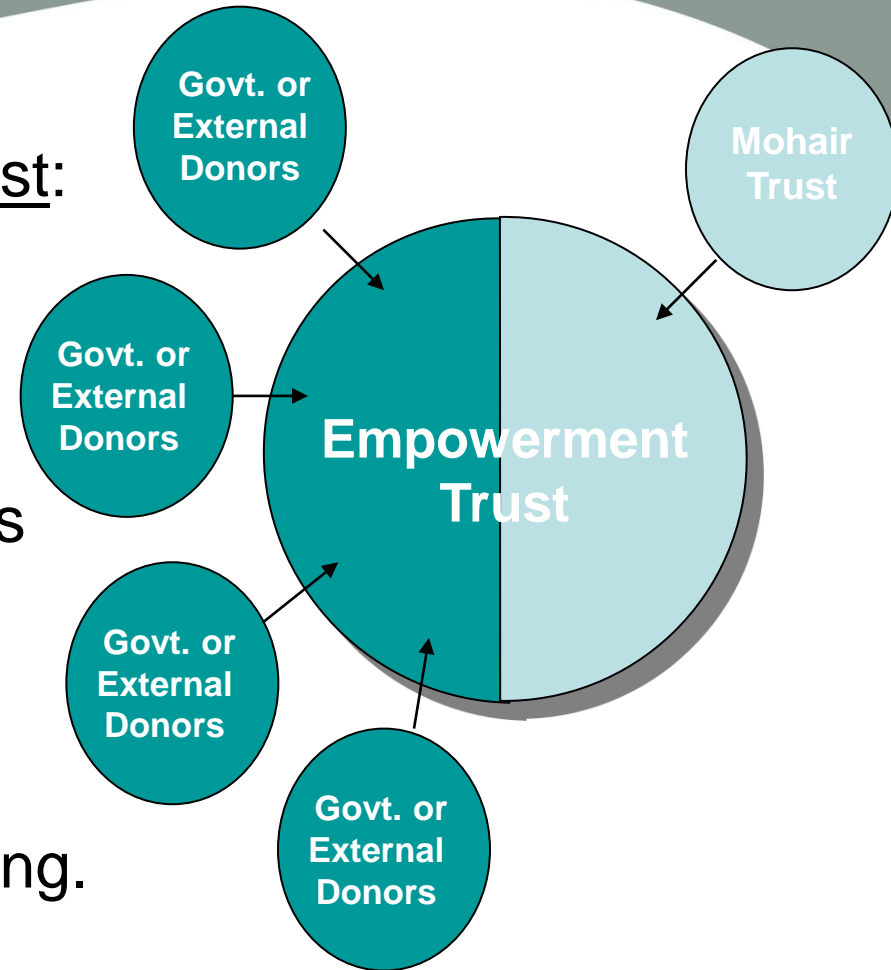 st:
s
ng.
Govt. or
External
Donors
Mohair
Trust
Govt. or
External
Donors
Empowerment
Trust
Govt. or
External
Donors
Govt. or
External
Donors